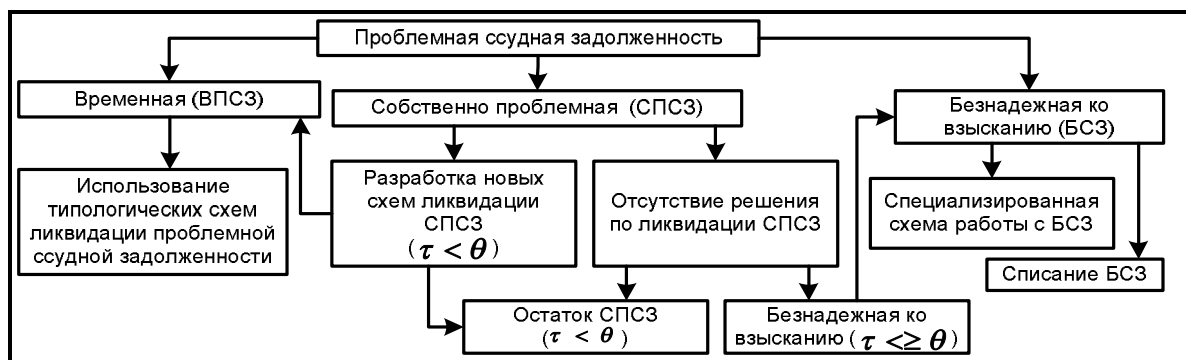 Проблемная ссудная задолженность
Временная (ВПСЗ)
Собственно проблемная (СПСЗ)
Безнадежная ко
взысканию (БСЗ)
Использование
типологических схем
ликвидации проблемной
ссудной задолженности
Разработка новых
схем ликвидации
СПСЗ
(τ < θ)
Отсутствие решения
по ликвидации СПСЗ
Специализированная
схема работы с БСЗ
Списание БСЗ
Остаток СПСЗ
(τ < θ)
Безнадежная ко
взысканию (τ <≥ θ)